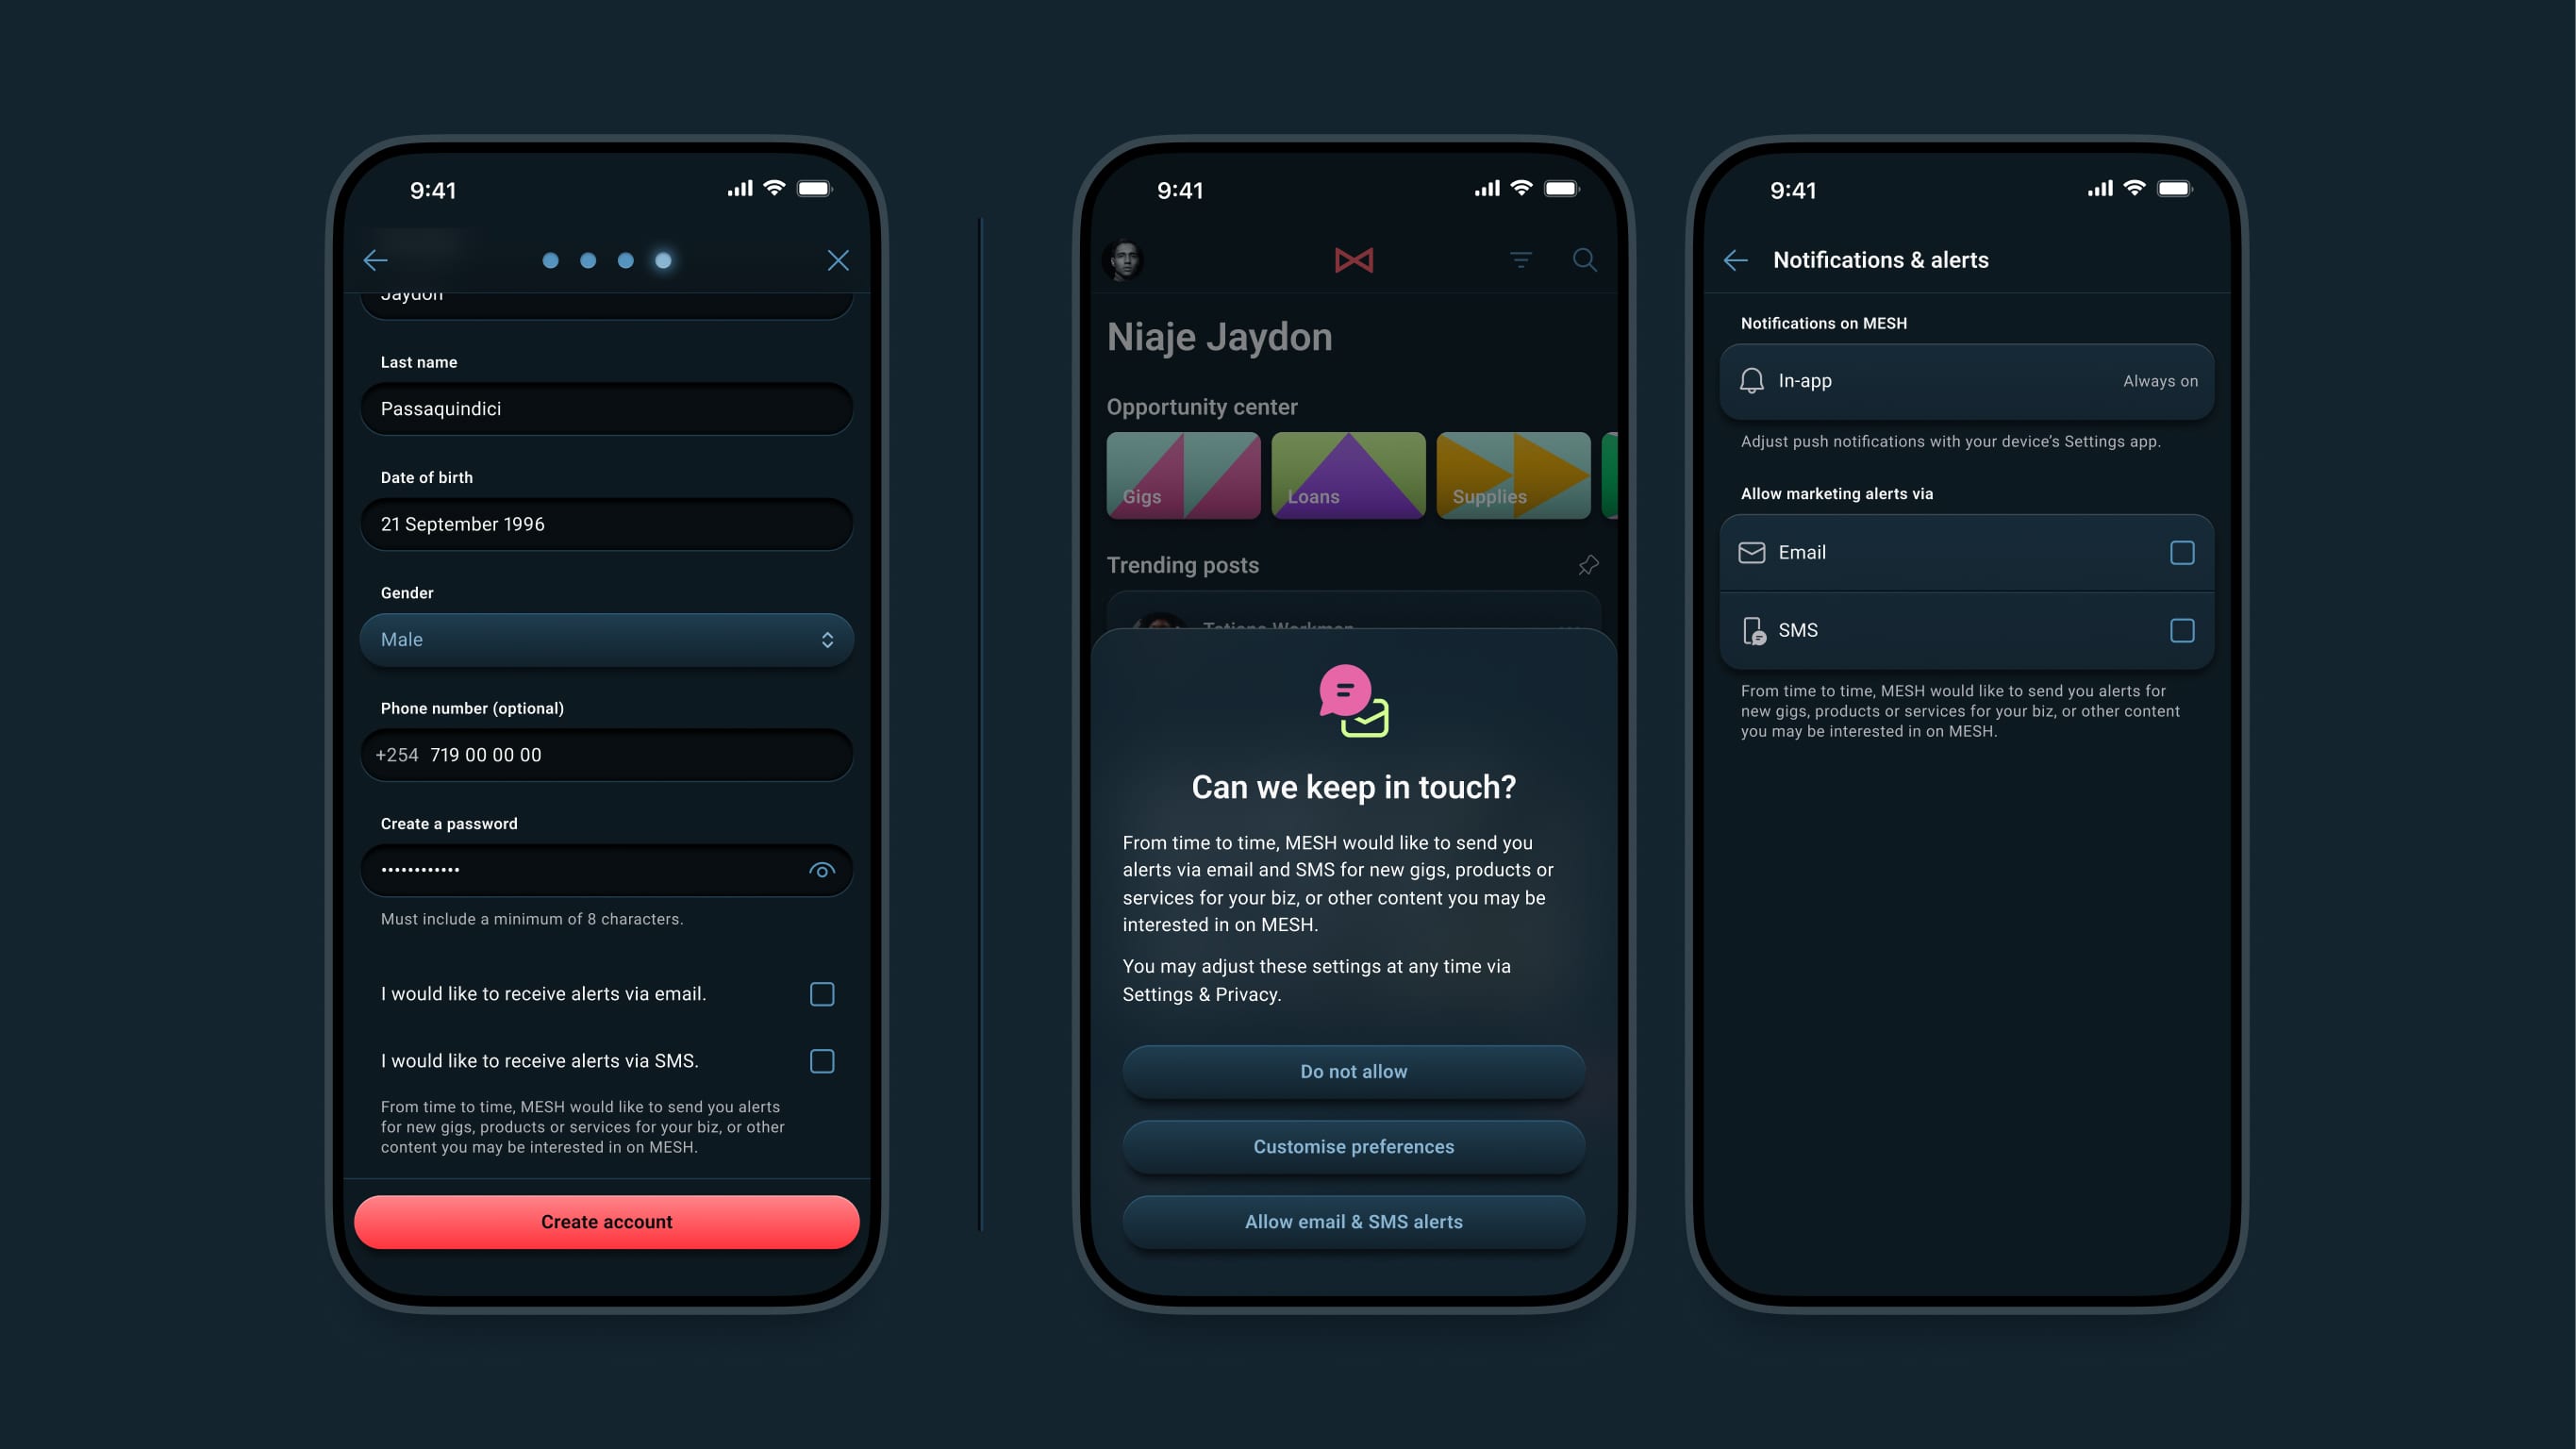 9:41
Jaydon
Last name
Passaquindici
Date of birth
21 September 1996
Gender
Male
Phone number (optional)
+254 719 00 00 00
Create a password
••••••••••••
Must include a minimum of 8 characters.
I would like to receive alerts via email.
I would like to receive alerts via SMS.
From time to time, MESH would like to send you alerts
for new gigs, products or services for your biz, or other
content you may be interested in on MESH.
Create account
9:41
Niaje Jaydon
Opportunity center
Gigs
Loans
Supplies
Trending posts
Tatiana Workman
Can we keep in touch?
From time to time, MESH would like to send you
alerts via email and SMS for new gigs, products or
services for your biz, or other content you may be
interested in on MESH.
You may adjust these settings at any time via
Settings & Privacy.
Do not allow
Customise preferences
Allow email & SMS alerts
9:41
Notifications & alerts
Notifications on MESH
In-app
Always on
Adjust push notifications with your device’s Settings app.
Allow marketing alerts via
Email
SMS
From time to time, MESH would like to send you alerts for
new gigs, products or services for your biz, or other content
you may be interested in on MESH.